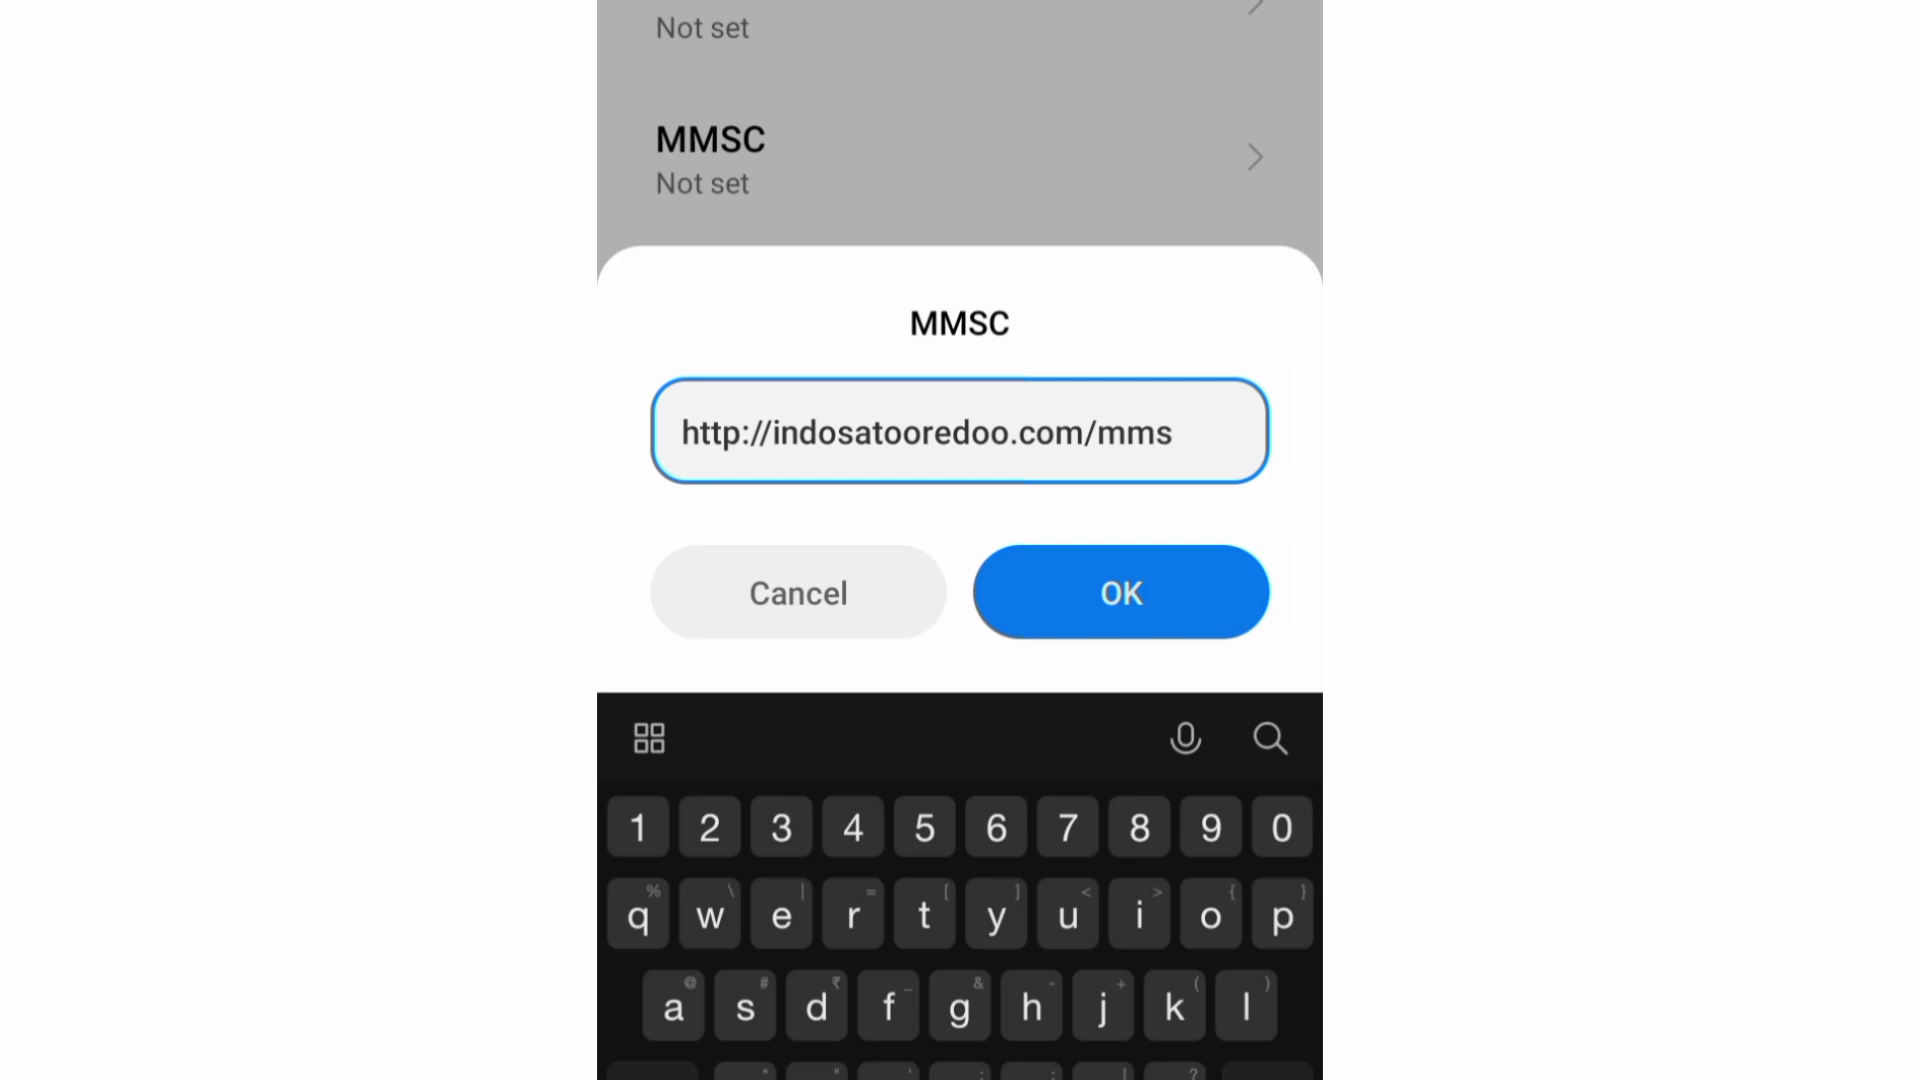 Not set
MMSC
Not set
MMSC
http://indosatooredoo.com/mms
Cancel OK
1 2 3 4 5 6 7 8 9 0
% \ | = [ ] < > { }
q w e r t y u i o p
@ # ₹ _ & - + ( )
a s d f g h j k l
* " ' : ; ! ?